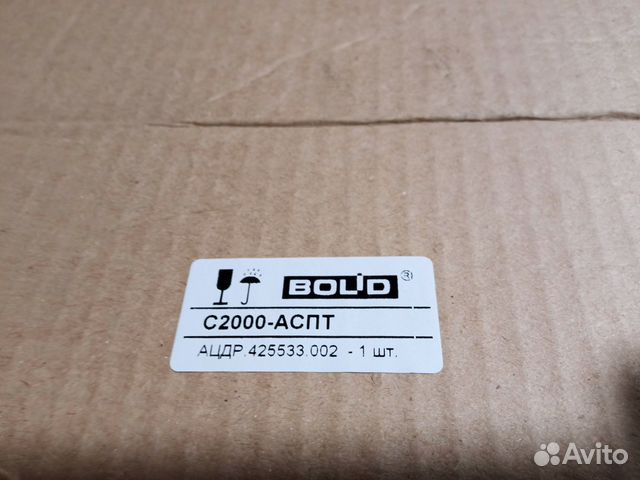 BOLID ®
С2000-АСПТ
АЦДР.425533.002 - 1 шт.
Avito